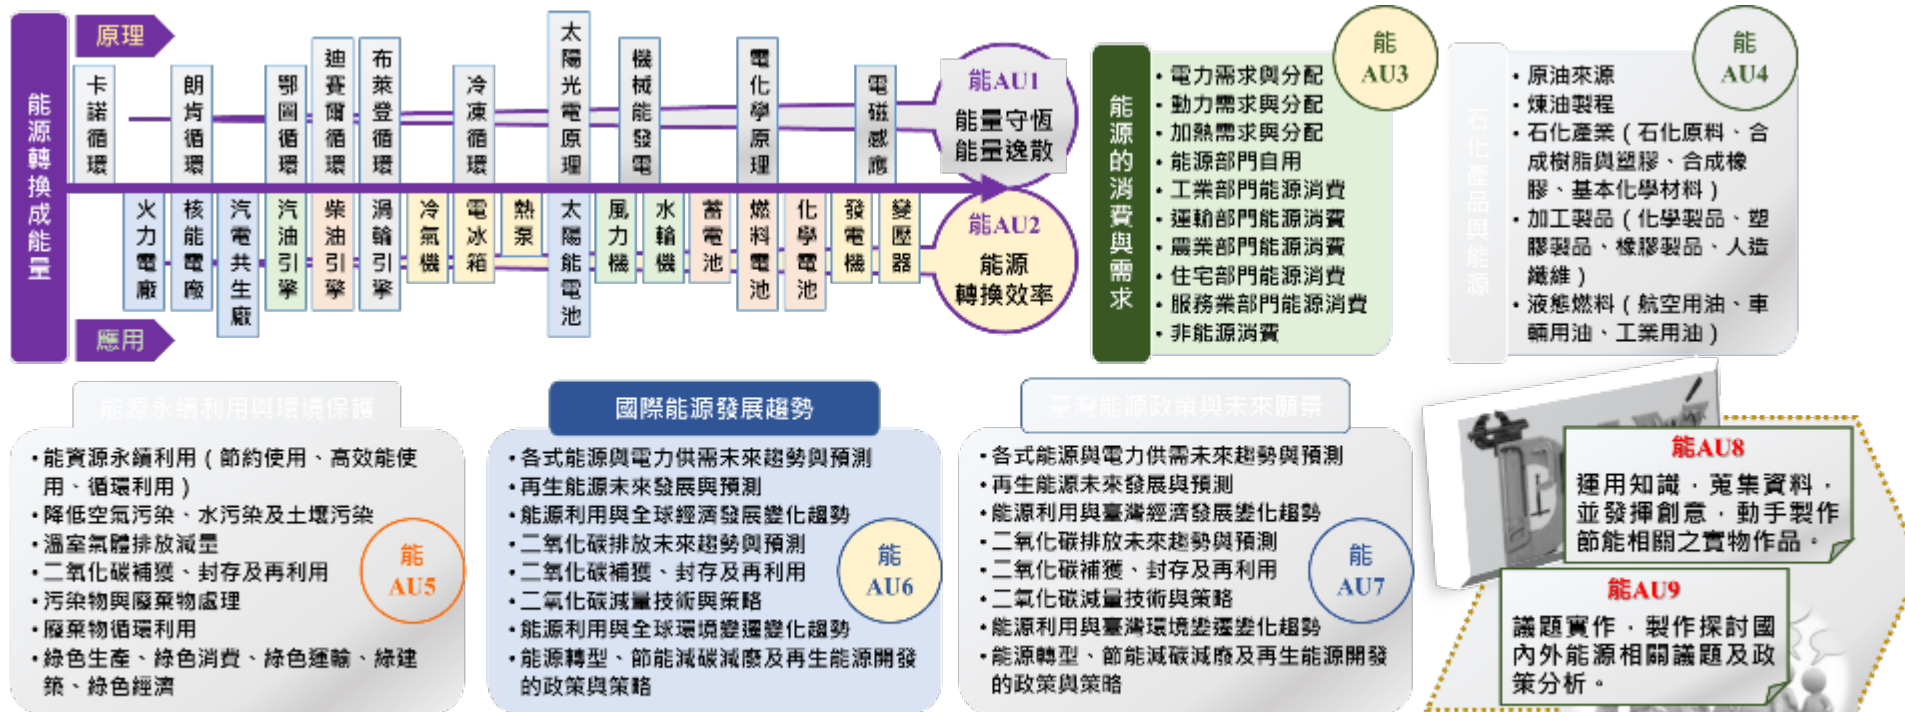 能源轉換成能量
原理
卡諾循環
朗肯循環
鄂圖循環
迪賽爾循環
布萊登循環
冷凍循環
太陽光電原理
機械能發電
電化學原理
電磁感應
能AU1
能量守恆
能量逸散
火力電廠
核能電廠
汽電共生廠
汽油引擎
柴油引擎
渦輪引擎
冷氣機
電冰箱
熱泵
太陽能電池
風力機
水輪機
蓄電池
燃料電池
化學電池
發電機
變壓器
能AU2
能源
轉換效率
應用
能源的消費與需求
能
AU3
• 電力需求與分配
• 動力需求與分配
• 加熱需求與分配
• 能源部門自用
• 工業部門能源消費
• 運輸部門能源消費
• 農業部門能源消費
• 住宅部門能源消費
• 服務業部門能源消費
• 非能源消費
石化產品與能源
能
AU4
• 原油來源
• 煉油製程
• 石化產業（石化原料、合
成樹脂與塑膠、合成橡
膠、基本化學材料）
• 加工製品（化學製品、塑
膠製品、橡膠製品、人造
纖維）
• 液態燃料（航空用油、車
輛用油、工業用油）
能源永續利用與環境保護
• 能資源永續利用（節約使用、高效能使
用、循環利用）
• 降低空氣污染、水污染及土壤污染
• 溫室氣體排放減量
• 二氧化碳補獲、封存及再利用
• 污染物與廢棄物處理
• 廢棄物循環利用
• 綠色生產、綠色消費、綠色運輸、綠建
築、綠色經濟
能
AU5
國際能源發展趨勢
• 各式能源與電力供需未來趨勢與預測
• 再生能源未來發展與預測
• 能源利用與全球經濟發展變化趨勢
• 二氧化碳排放未來趨勢與預測
• 二氧化碳補獲、封存及再利用
• 二氧化碳減量技術與策略
• 能源利用與全球環境變遷變化趨勢
• 能源轉型、節能減碳減廢及再生能源開發
的政策與策略
能
AU6
臺灣能源政策與未來願景
• 各式能源與電力供需未來趨勢與預測
• 再生能源未來發展與預測
• 能源利用與臺灣經濟發展變化趨勢
• 二氧化碳排放未來趨勢與預測
• 二氧化碳補獲、封存及再利用
• 二氧化碳減量技術與策略
• 能源利用與臺灣環境變遷變化趨勢
• 能源轉型、節能減碳減廢及再生能源開發
的政策與策略
能
AU7
能AU8
運用知識，蒐集資料，
並發揮創意，動手製作
節能相關之實物作品。
能AU9
議題實作，製作探討國
內外能源相關議題及政
策分析。